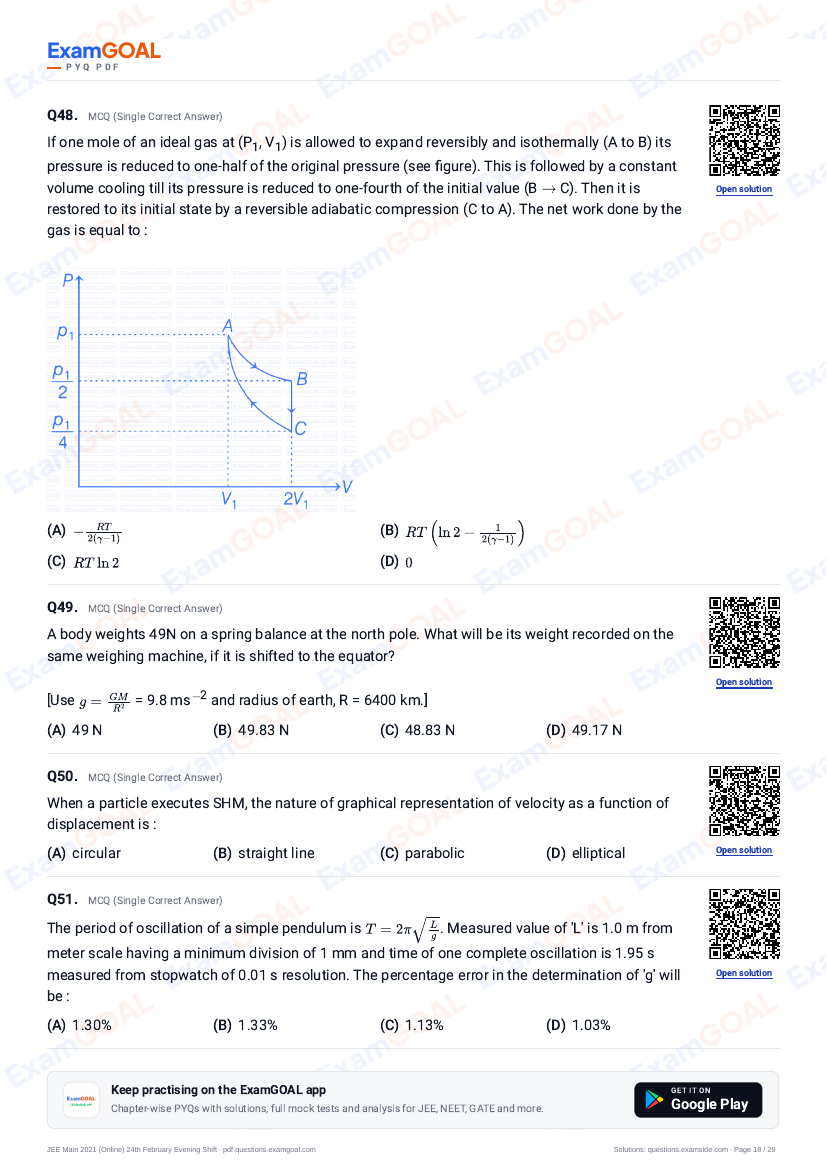 ExamGOAL
PYQ PDF
Q48. MCQ (Single Correct Answer)
If one mole of an ideal gas at (P₁, V₁) is allowed to expand reversibly and isothermally (A to B) its
pressure is reduced to one-half of the original pressure (see figure). This is followed by a constant
volume cooling till its pressure is reduced to one-fourth of the initial value (B → C). Then it is
restored to its initial state by a reversible adiabatic compression (C to A). The net work done by the
gas is equal to :
Open solution
P
p₁
p₁/2
p₁/4
A
B
C
V₁ 2V₁ V
(A) −RT/2(γ−1) (B) RT(ln 2 − 1/2(γ−1))
(C) RT ln 2 (D) 0
Q49. MCQ (Single Correct Answer)
A body weights 49N on a spring balance at the north pole. What will be its weight recorded on the
same weighing machine, if it is shifted to the equator?
Open solution
[Use g = GM/R² = 9.8 ms⁻² and radius of earth, R = 6400 km.]
(A) 49 N (B) 49.83 N (C) 48.83 N (D) 49.17 N
Q50. MCQ (Single Correct Answer)
When a particle executes SHM, the nature of graphical representation of velocity as a function of
displacement is :
Open solution
(A) circular (B) straight line (C) parabolic (D) elliptical
Q51. MCQ (Single Correct Answer)
The period of oscillation of a simple pendulum is T = 2π√(L/g). Measured value of 'L' is 1.0 m from
meter scale having a minimum division of 1 mm and time of one complete oscillation is 1.95 s
measured from stopwatch of 0.01 s resolution. The percentage error in the determination of 'g' will
be :
Open solution
(A) 1.30% (B) 1.33% (C) 1.13% (D) 1.03%
ExamGOAL
Keep practising on the ExamGOAL app
Chapter-wise PYQs with solutions, full mock tests and analysis for JEE, NEET, GATE and more.
GET IT ON
Google Play
JEE Main 2021 (Online) 24th February Evening Shift · pdf.questions.examgoal.com
Solutions: questions.examside.com · Page 18 / 29